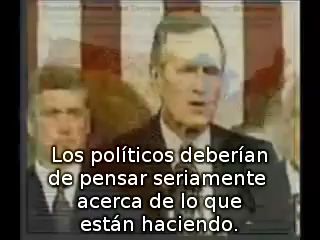 Los políticos deberían
de pensar seriamente
acerca de lo que
están haciendo.